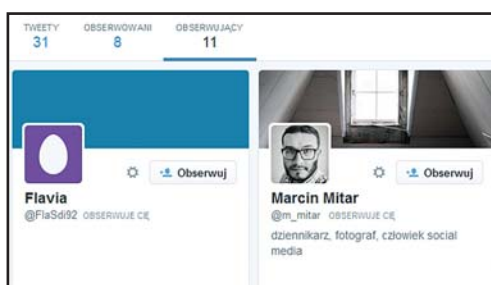 TWEETY OBSERWOWANI OBSERWUJĄCY
31 8 11
Obserwuj
Flavia
@FlaSdi92 OBSERWUJE CIĘ
Obserwuj
Marcin Mitar
@m_mitar OBSERWUJE CIĘ
dziennikarz, fotograf, człowiek social
media